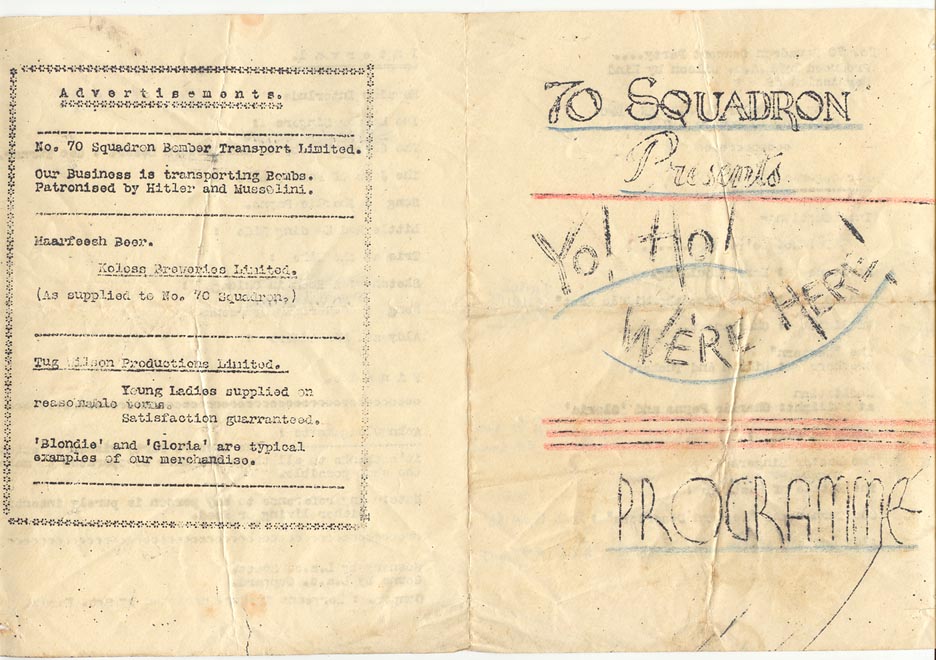 Advertisements.
No. 70 Squadron Bomber Transport Limited.
Our Business is transporting Bombs.
Patronised by Hitler and Mussolini.
Haarfeesh Beer.
Koloss Breweries Limited.
(As supplied to No. 70 Squadron.)
Tug Wilson Productions Limited.
Young Ladies supplied on
reasonable terms.
Satisfaction guarranteed.
'Blondie' and 'Gloria' are typical
examples of our merchandise.
70 SQUADRON
Presents
YO! HO!
WE'RE HERE!
PROGRAMME